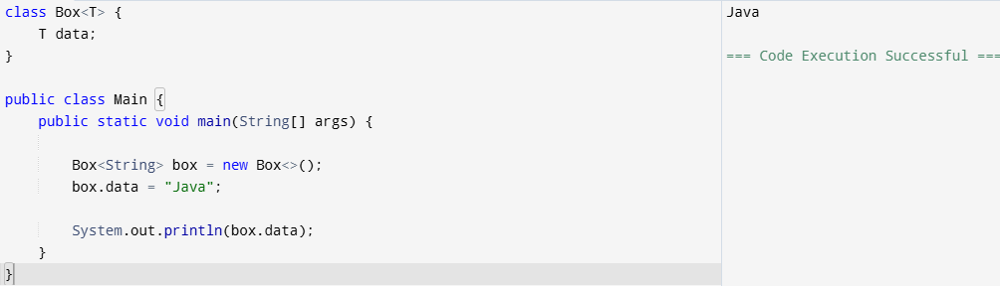 class Box<T> {
    T data;
}

public class Main {
    public static void main(String[] args) {

        Box<String> box = new Box<>();
        box.data = "Java";

        System.out.println(box.data);
    }
}
Java

=== Code Execution Successful ===